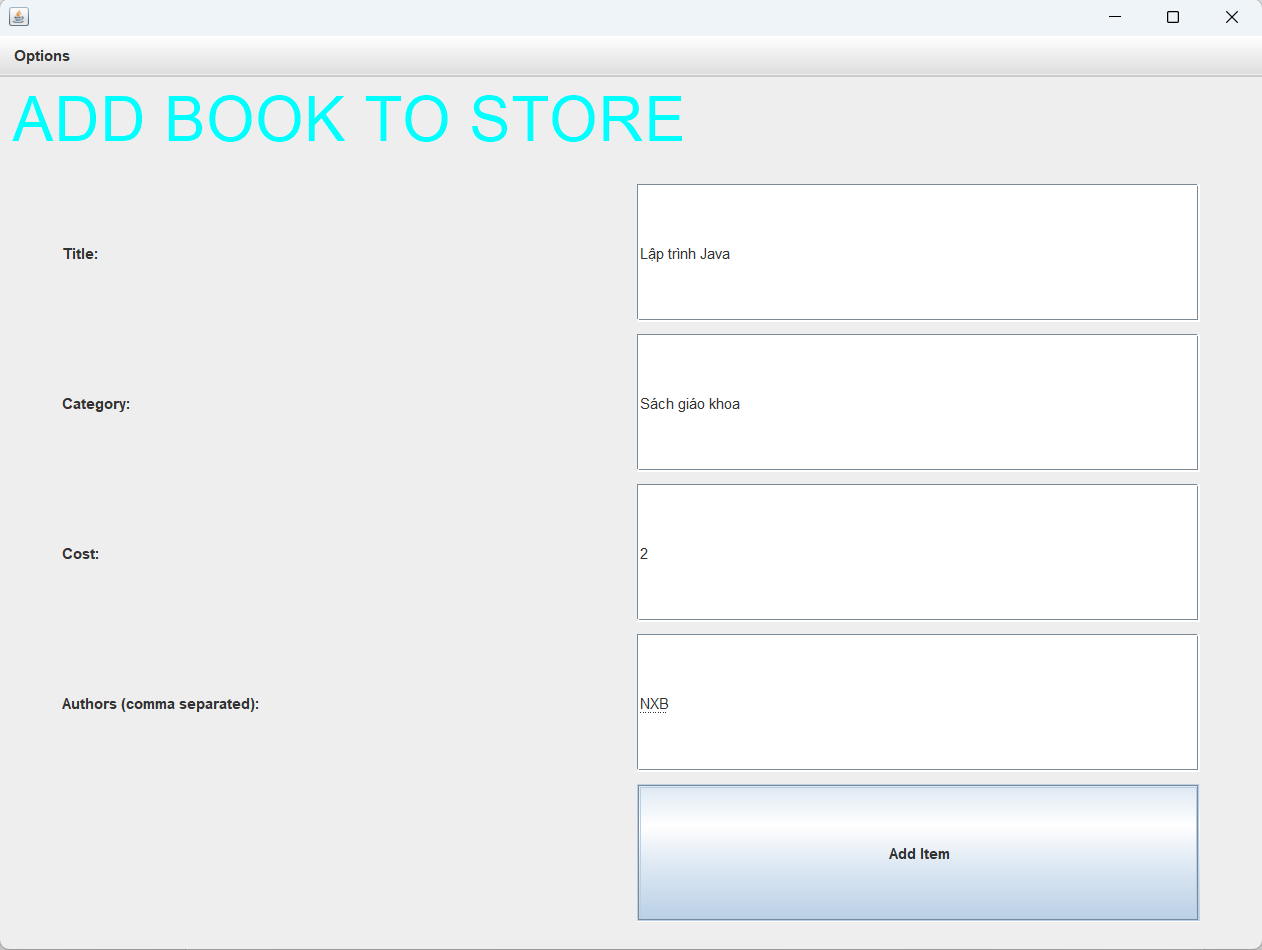 Options
ADD BOOK TO STORE
Title:
Lập trình Java
Category:
Sách giáo khoa
Cost:
2
Authors (comma separated):
NXB
Add Item